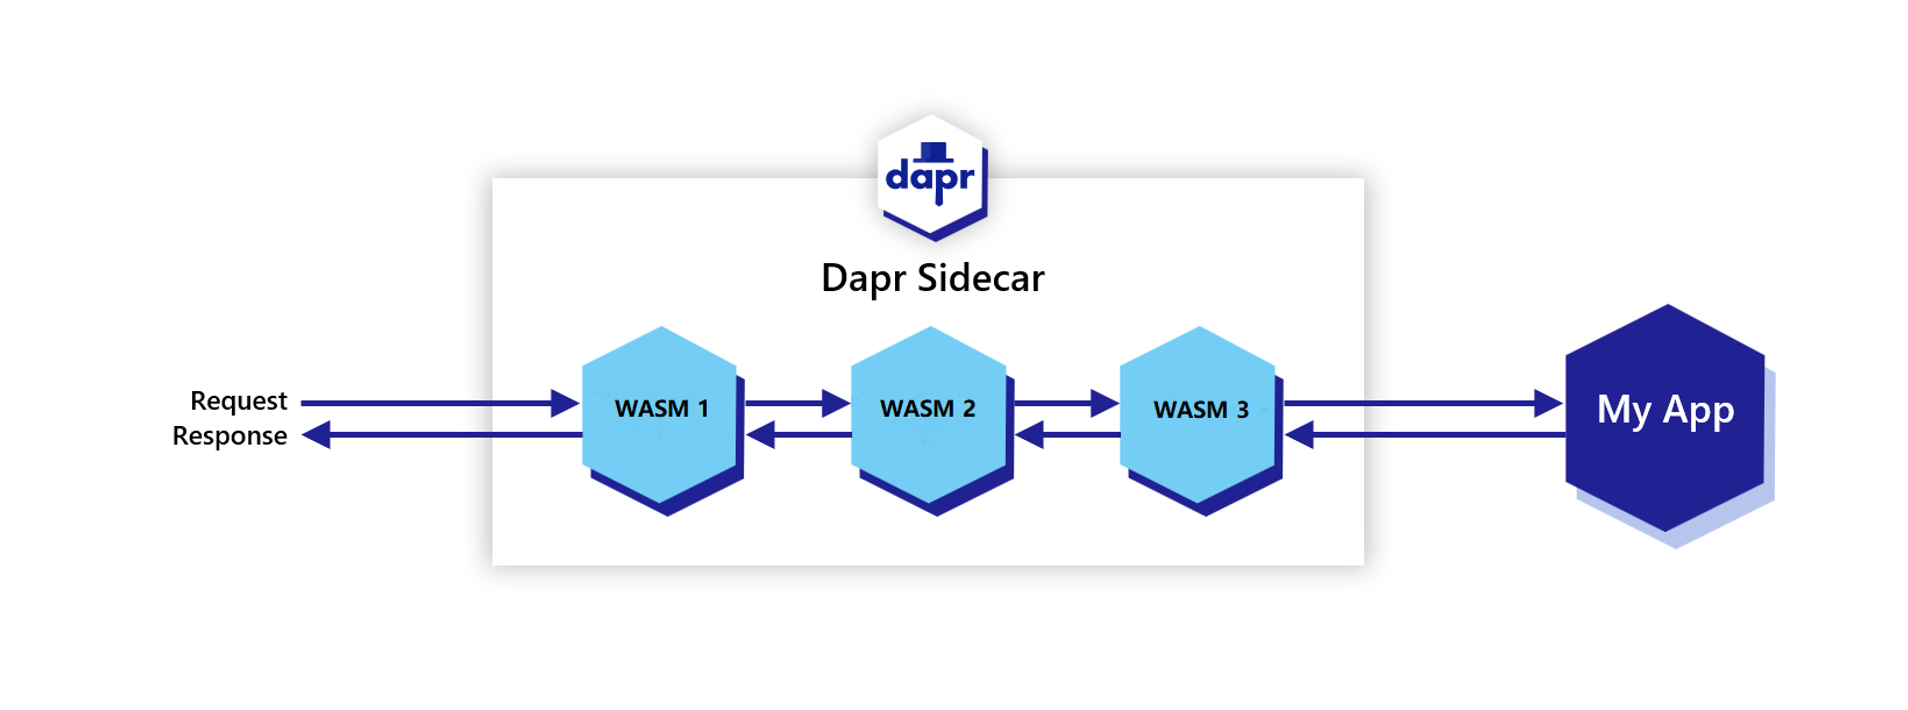 dapr
Dapr Sidecar
Request
Response
WASM 1
WASM 2
WASM 3
My App